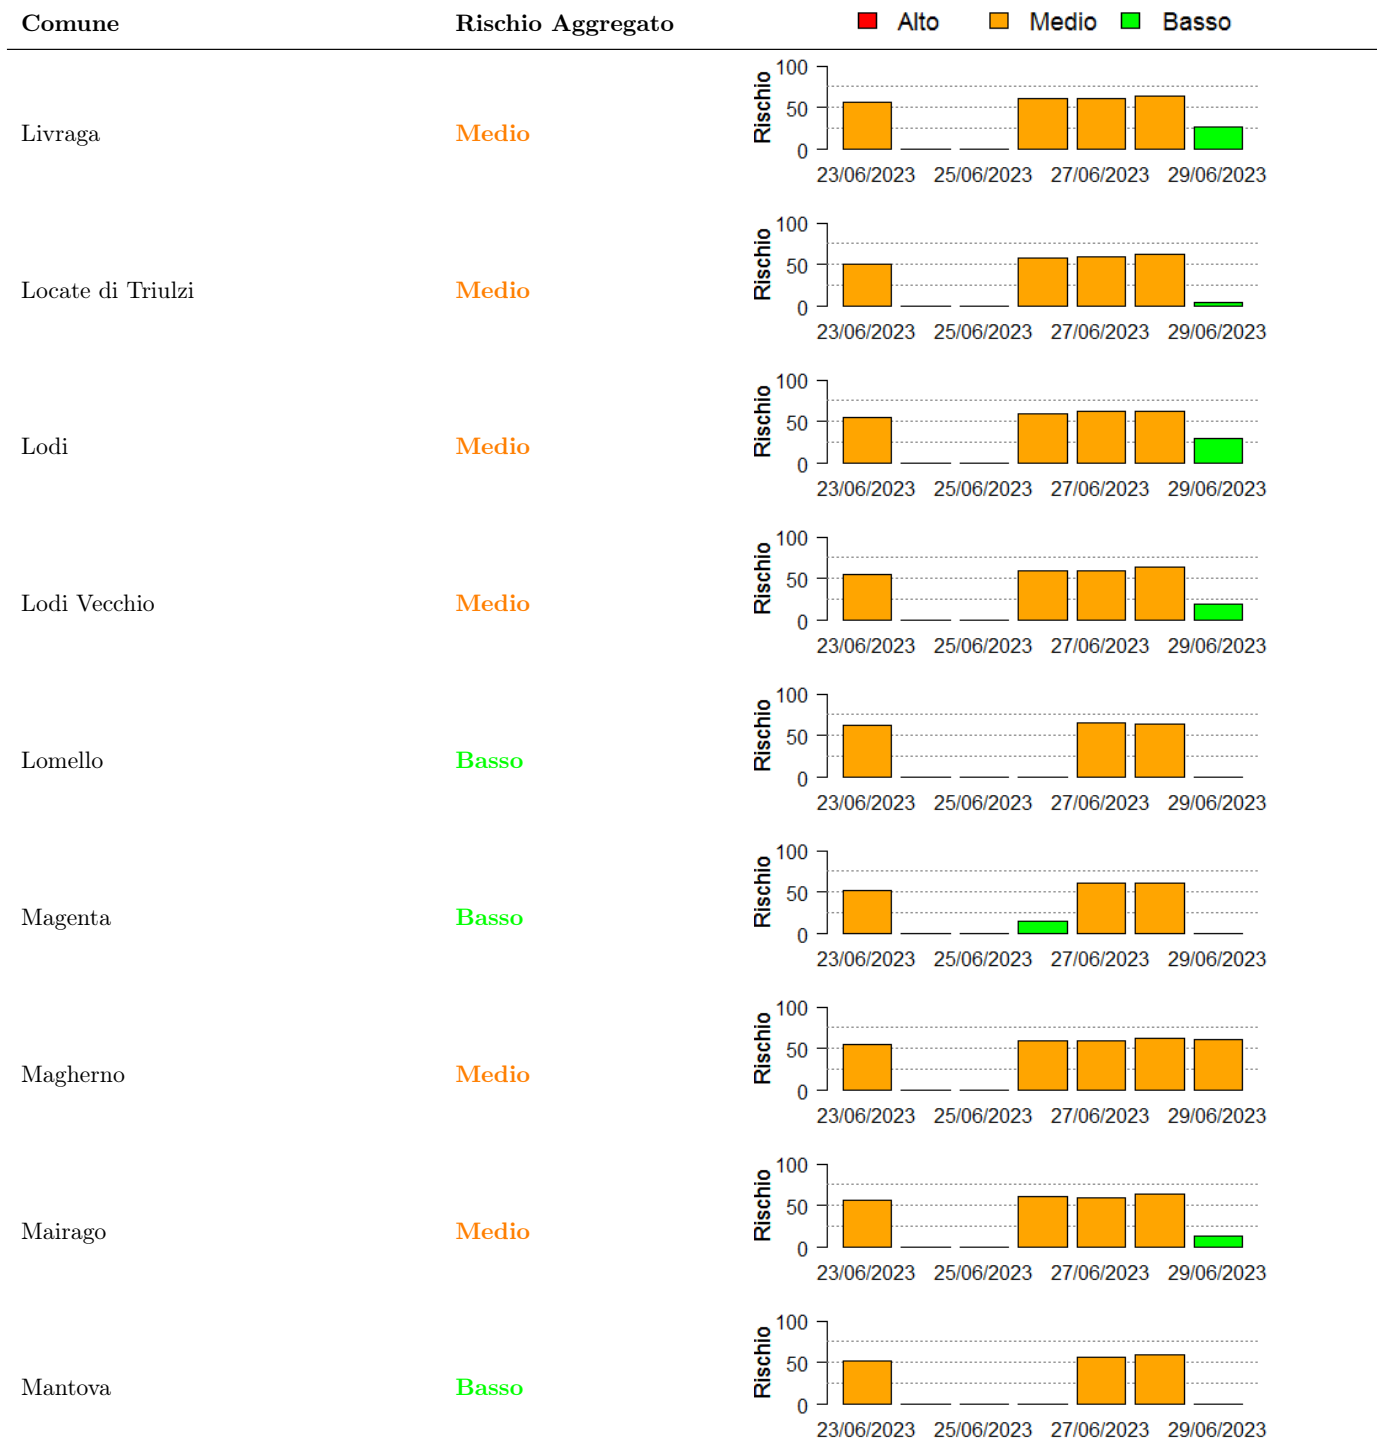 Comune Rischio Aggregato Alto Medio Basso
Livraga Medio Rischio 100 50 0
23/06/2023 25/06/2023 27/06/2023 29/06/2023
Locate di Triulzi Medio Rischio 100 50 0
23/06/2023 25/06/2023 27/06/2023 29/06/2023
Lodi Medio Rischio 100 50 0
23/06/2023 25/06/2023 27/06/2023 29/06/2023
Lodi Vecchio Medio Rischio 100 50 0
23/06/2023 25/06/2023 27/06/2023 29/06/2023
Lomello Basso Rischio 100 50 0
23/06/2023 25/06/2023 27/06/2023 29/06/2023
Magenta Basso Rischio 100 50 0
23/06/2023 25/06/2023 27/06/2023 29/06/2023
Magherno Medio Rischio 100 50 0
23/06/2023 25/06/2023 27/06/2023 29/06/2023
Mairago Medio Rischio 100 50 0
23/06/2023 25/06/2023 27/06/2023 29/06/2023
Mantova Basso Rischio 100 50 0
23/06/2023 25/06/2023 27/06/2023 29/06/2023